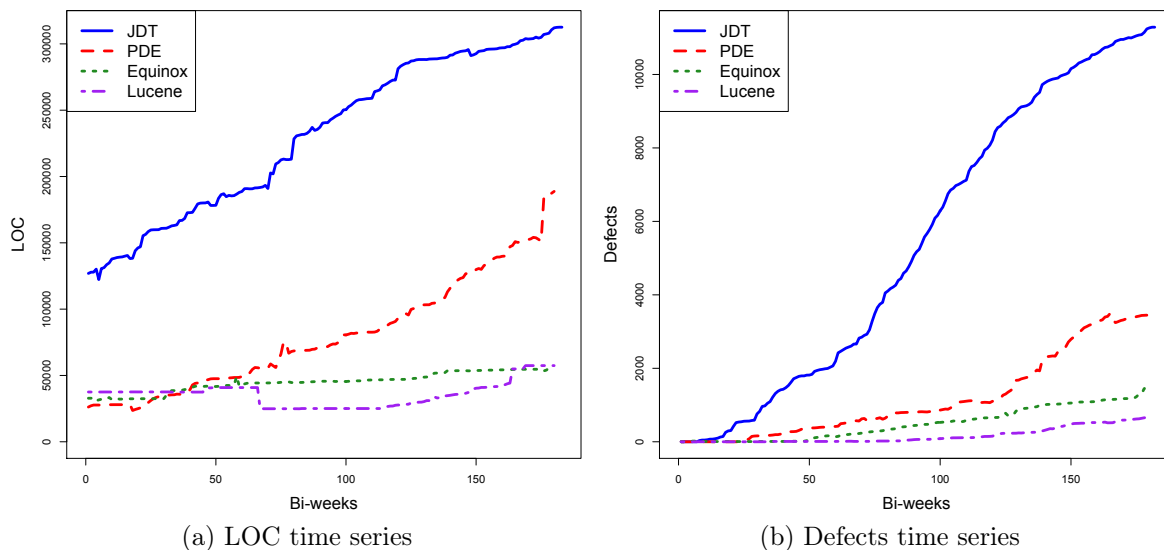 JDT
PDE
Equinox
Lucene
LOC
300000
250000
200000
150000
100000
50000
0
0 50 100 150
Bi-weeks
(a) LOC time series
JDT
PDE
Equinox
Lucene
Defects
10000
8000
6000
4000
2000
0
0 50 100 150
Bi-weeks
(b) Defects time series